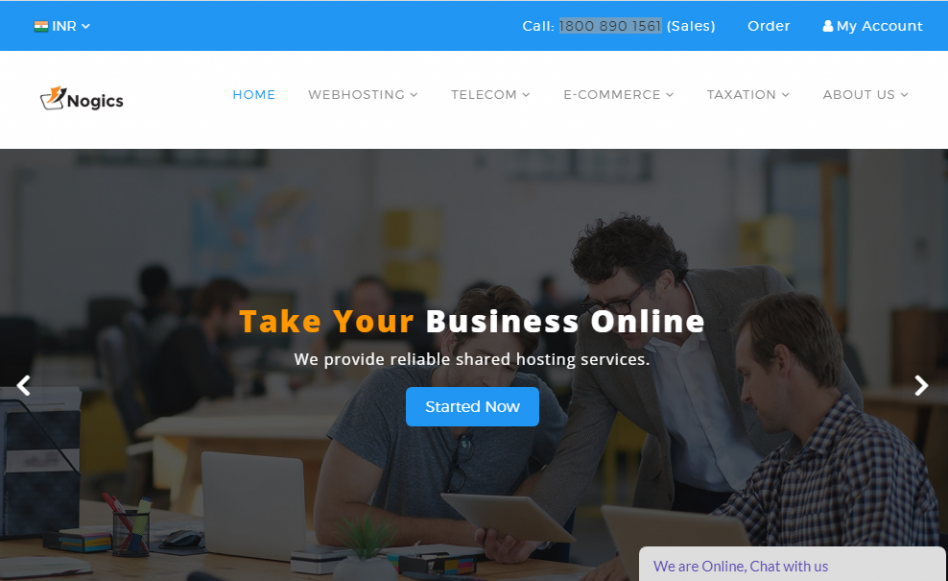 INR
Call: 1800 890 1561 (Sales)
Order
My Account
Nogics
HOME
WEBHOSTING
TELECOM
E-COMMERCE
TAXATION
ABOUT US
Take Your Business Online
We provide reliable shared hosting services.
Started Now
We are Online, Chat with us